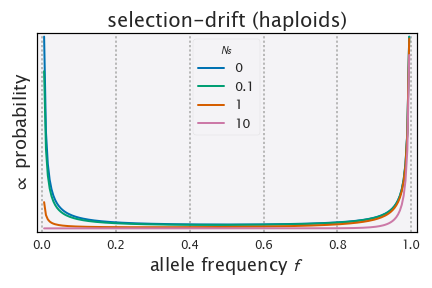 selection-drift (haploids)
∝ probability
Ns
0
0.1
1
10
0.0 0.2 0.4 0.6 0.8 1.0
allele frequency f